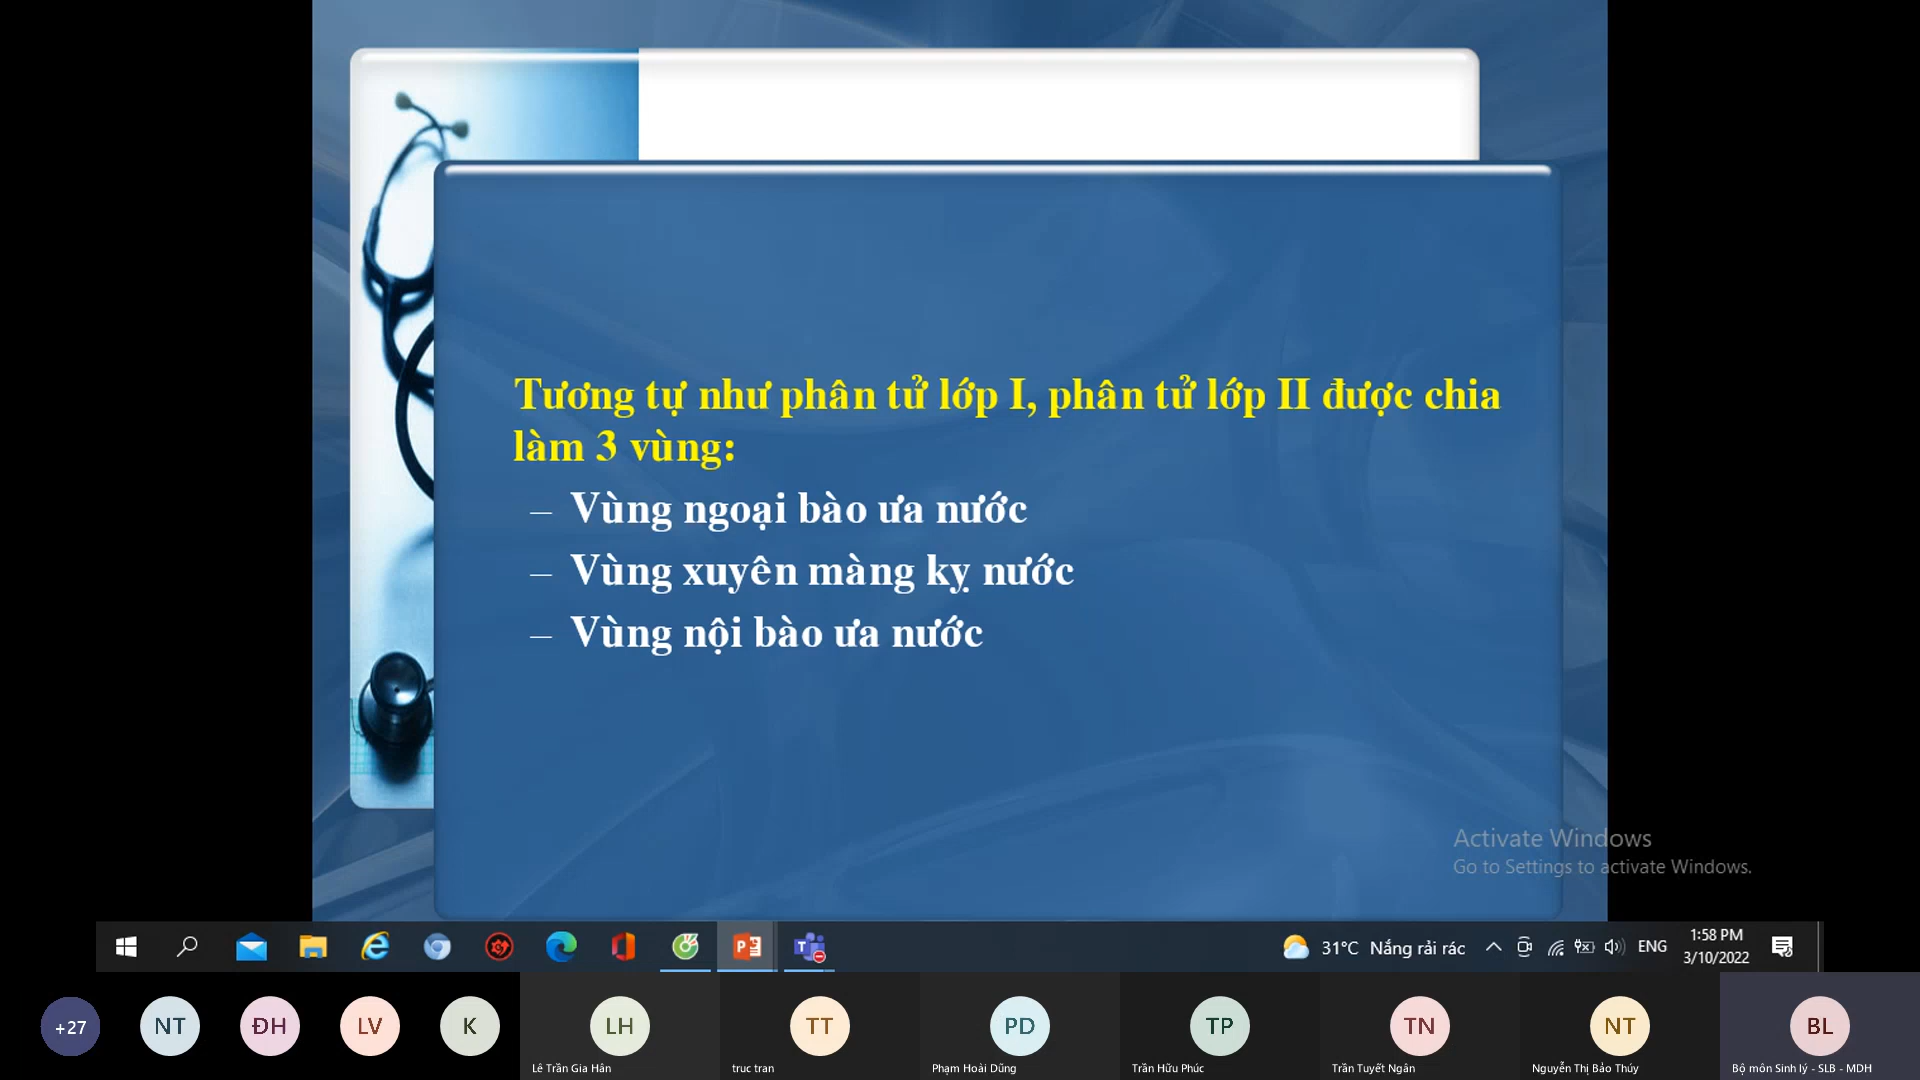 Tương tự như phân tử lớp I, phân tử lớp II được chia
làm 3 vùng:
– Vùng ngoại bào ưa nước
– Vùng xuyên màng kỵ nước
– Vùng nội bào ưa nước
Activate Windows
Go to Settings to activate Windows.
31°C Nắng rải rác
ENG
1:58 PM
3/10/2022
+27
NT
ĐH
LV
K
LH
TT
PD
TP
TN
NT
BL
Lê Trần Gia Hân
truc tran
Phạm Hoài Dũng
Trần Hữu Phúc
Trần Tuyết Ngân
Nguyễn Thị Bảo Thúy
Bộ môn Sinh lý - SLB - MDH